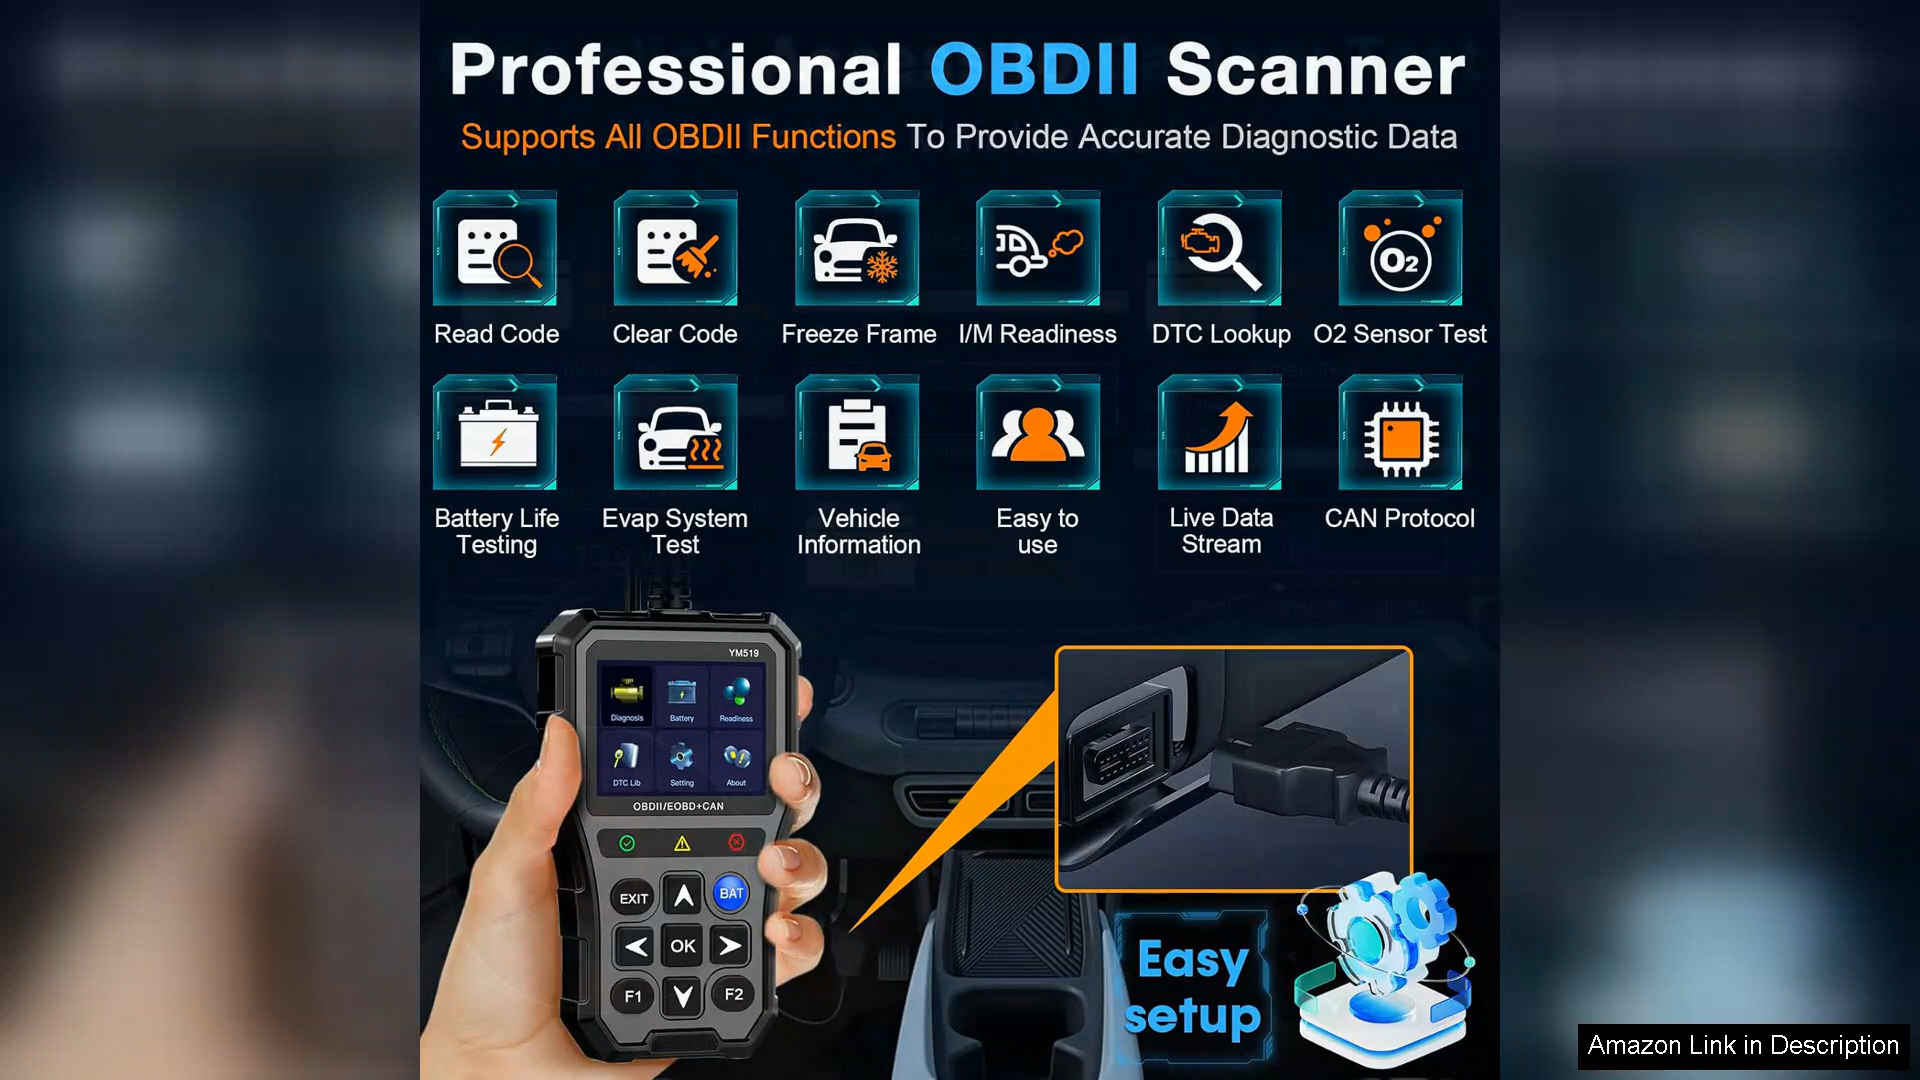 Professional OBDII Scanner
Supports All OBDII Functions To Provide Accurate Diagnostic Data
O2
Read Code
Clear Code
Freeze Frame
I/M Readiness
DTC Lookup
O2 Sensor Test
Battery Life
Testing
Evap System
Test
Vehicle
Information
Easy to
use
Live Data
Stream
CAN Protocol
YM519
Diagnosis
Battery
Readiness
DTC Lib
Setting
About
OBDII/EOBD+CAN
EXIT
BAT
OK
F1
F2
Easy
setup
Amazon Link in Description